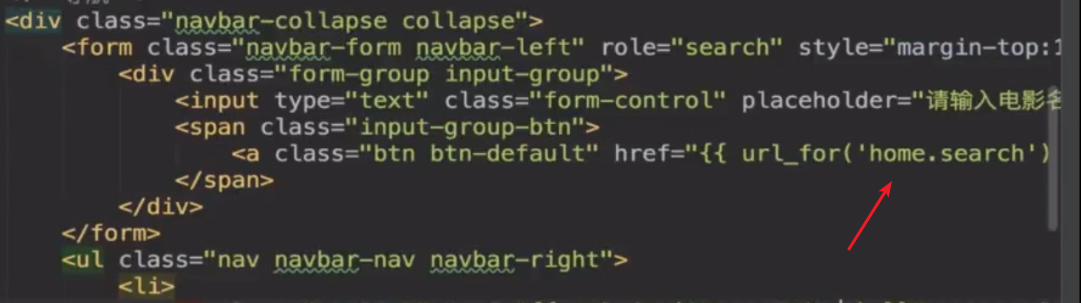 <div class="navbar-collapse collapse">
<form class="navbar-form navbar-left" role="search" style="margin-top:1
<div class="form-group input-group">
<input type="text" class="form-control" placeholder="请输入电影名
<span class="input-group-btn">
<a class="btn btn-default" href="{{ url_for('home.search')
</span>
</div>
</form>
<ul class="nav navbar-nav navbar-right">
<li>